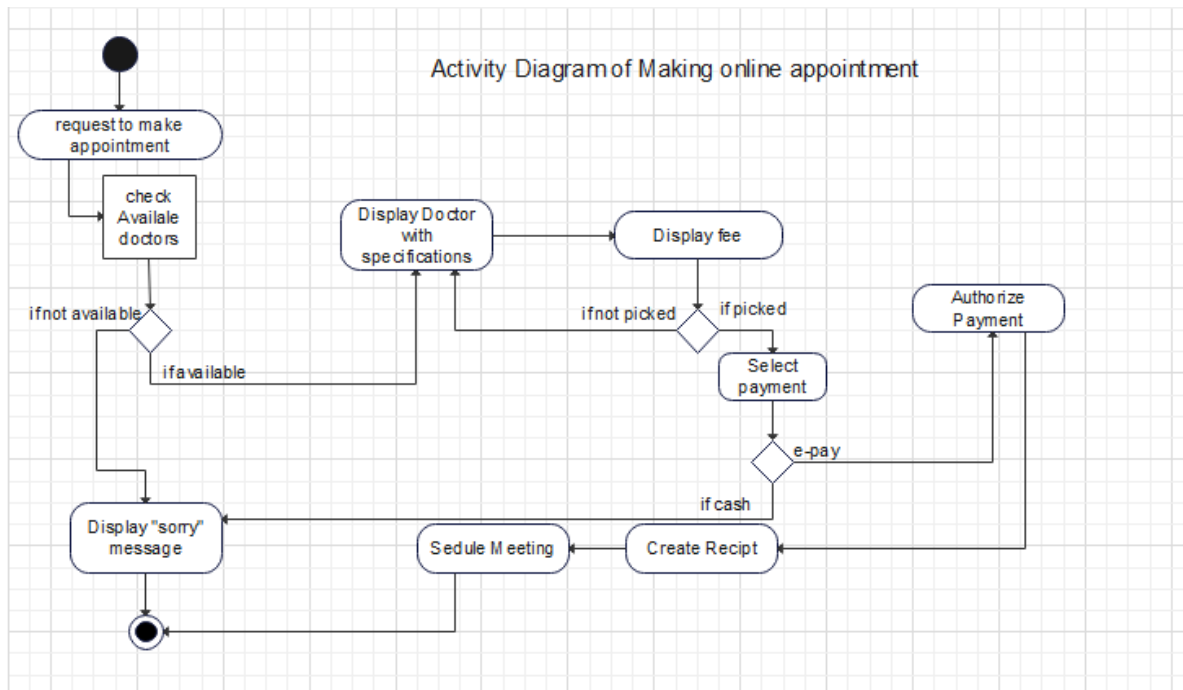 Activity Diagram of Making online appointment
request to make
appointment
check
Availale
doctors
Display Doctor
with
specifications
Display fee
if not available
if available
if not picked
if picked
Authorize
Payment
Select
payment
e-pay
if cash
Display "sorry"
message
Sedule Meeting
Create Recipt